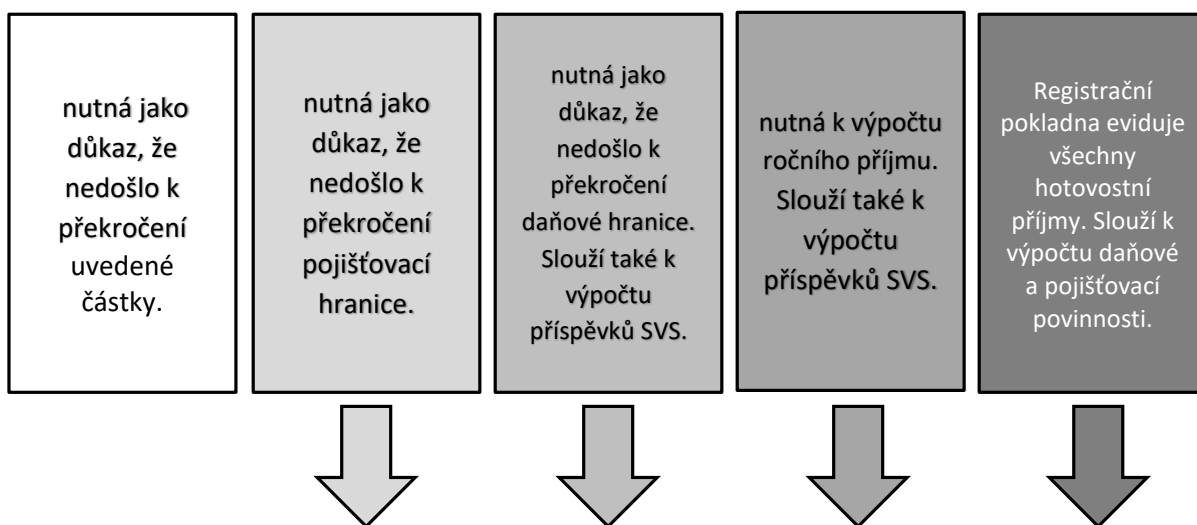 nutná jako
důkaz, že
nedošlo k
překročení
uvedené
částky.
nutná jako
důkaz, že
nedošlo k
překročení
pojišťovací
hranice.
nutná jako
důkaz, že
nedošlo k
překročení
daňové hranice.
Slouží také k
výpočtu
příspěvků SVS.
nutná k výpočtu
ročního příjmu.
Slouží také k
výpočtu
příspěvků SVS.
Registrační
pokladna eviduje
všechny
hotovostní
příjmy. Slouží k
výpočtu daňové
a pojišťovací
povinnosti.